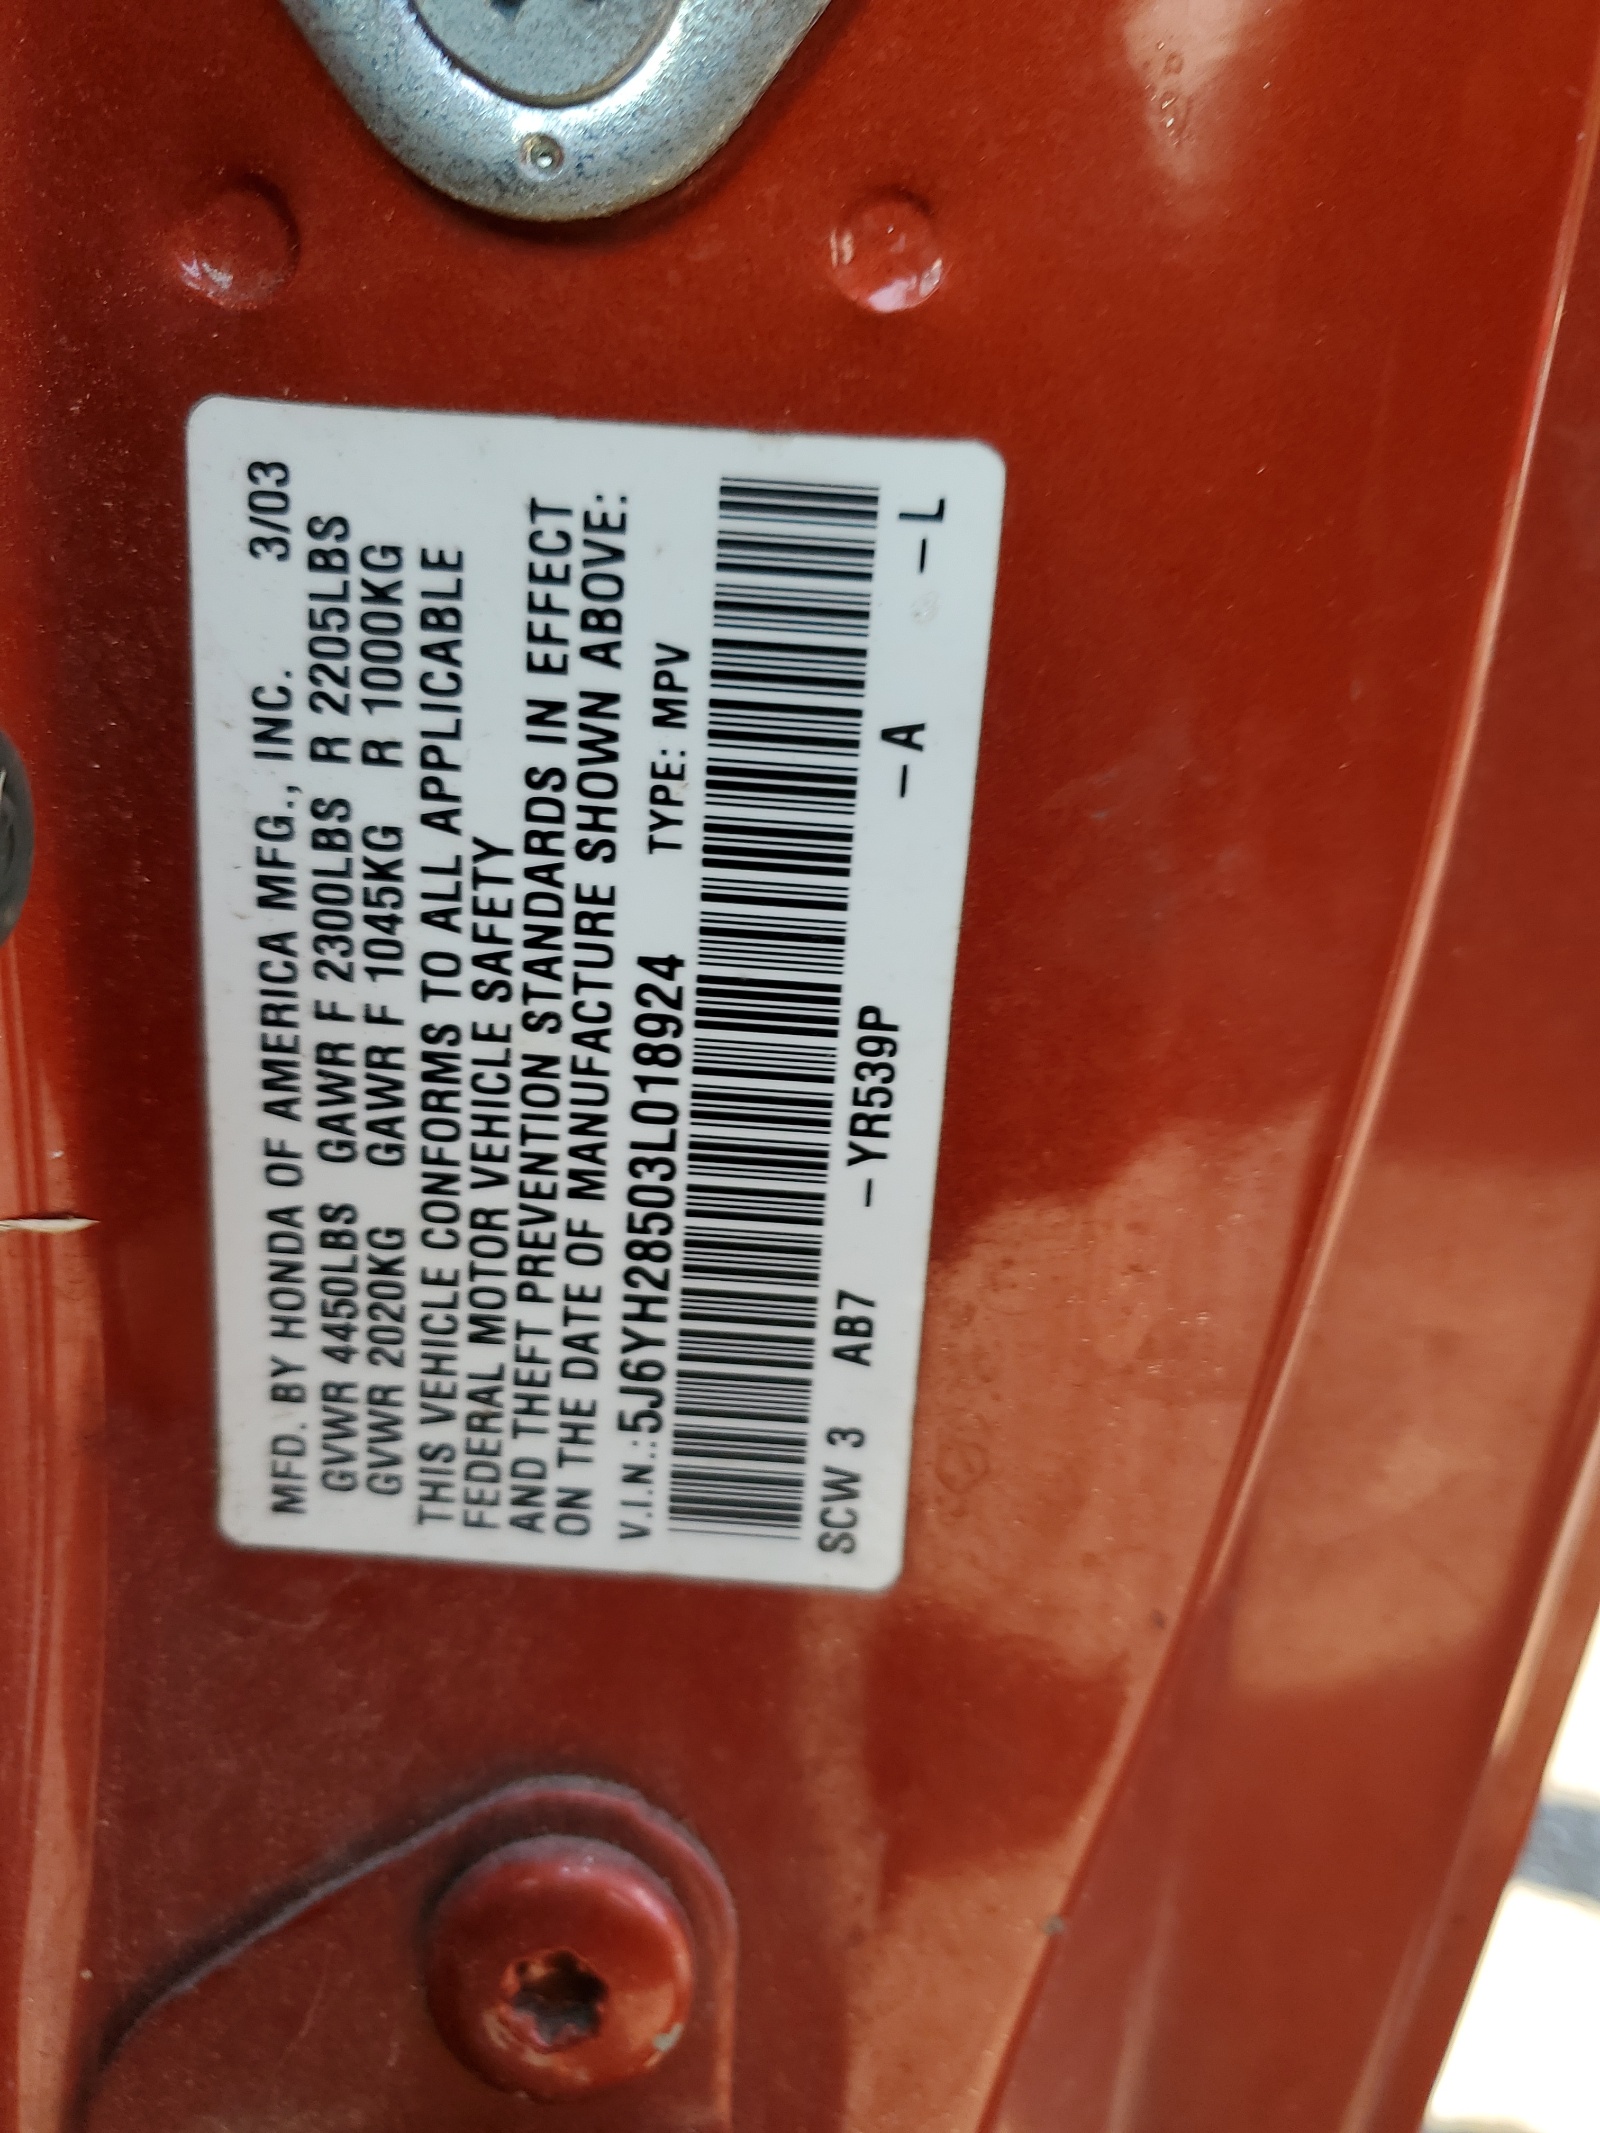 MFD. BY HONDA OF AMERICA MFG., INC. 3/03
GVWR 4450LBS GAWR F 2300LBS R 2205LBS
GVWR 2020KG GAWR F 1045KG R 1000KG
THIS VEHICLE CONFORMS TO ALL APPLICABLE
FEDERAL MOTOR VEHICLE SAFETY
AND THEFT PREVENTION STANDARDS IN EFFECT
ON THE DATE OF MANUFACTURE SHOWN ABOVE:
V.I.N.:5J6YH28503L018924 TYPE: MPV
SCW 3 AB7 –YR539P –A –L